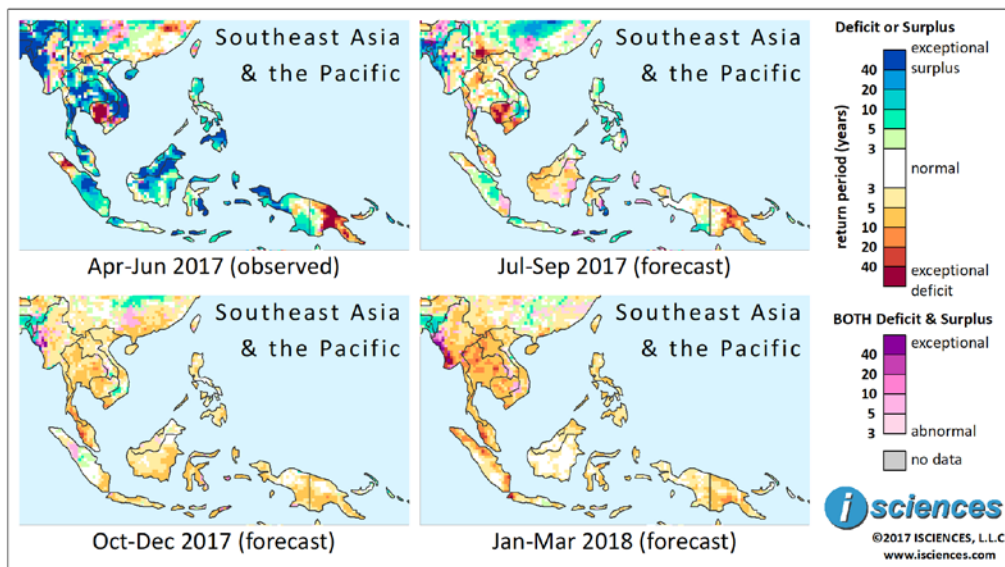 Southeast Asia
& the Pacific
Apr-Jun 2017 (observed)
Southeast Asia
& the Pacific
Jul-Sep 2017 (forecast)
Southeast Asia
& the Pacific
Oct-Dec 2017 (forecast)
Southeast Asia
& the Pacific
Jan-Mar 2018 (forecast)
Deficit or Surplus
exceptional
surplus
40
20
10
5
3
normal
3
5
10
20
40
exceptional
deficit
return period (years)
BOTH Deficit & Surplus
exceptional
40
20
10
5
3
abnormal
no data
i sciences
©2017 ISCIENCES, L.L.C
www.isciences.com